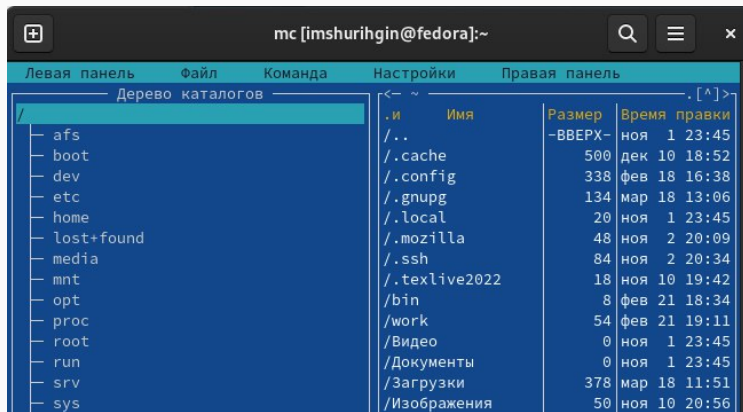 mc [imshurihgin@fedora]:~
Левая панель Файл Команда Настройки Правая панель
Дерево каталогов
/
afs
boot
dev
etc
home
lost+found
media
mnt
opt
proc
root
run
srv
sys
<— ~ .[^]>
.и Имя Размер Время правки
/.. -ВВЕРХ- ноя 1 23:45
/.cache 500 дек 10 18:52
/.config 338 фев 18 16:38
/.gnupg 134 мар 18 13:06
/.local 20 ноя 1 23:45
/.mozilla 48 ноя 2 20:09
/.ssh 84 ноя 2 20:34
/.texlive2022 18 ноя 10 19:42
/bin 8 фев 21 18:34
/work 54 фев 21 19:11
/Видео 0 ноя 1 23:45
/Документы 0 ноя 1 23:45
/Загрузки 378 мар 18 11:51
/Изображения 50 ноя 10 20:56